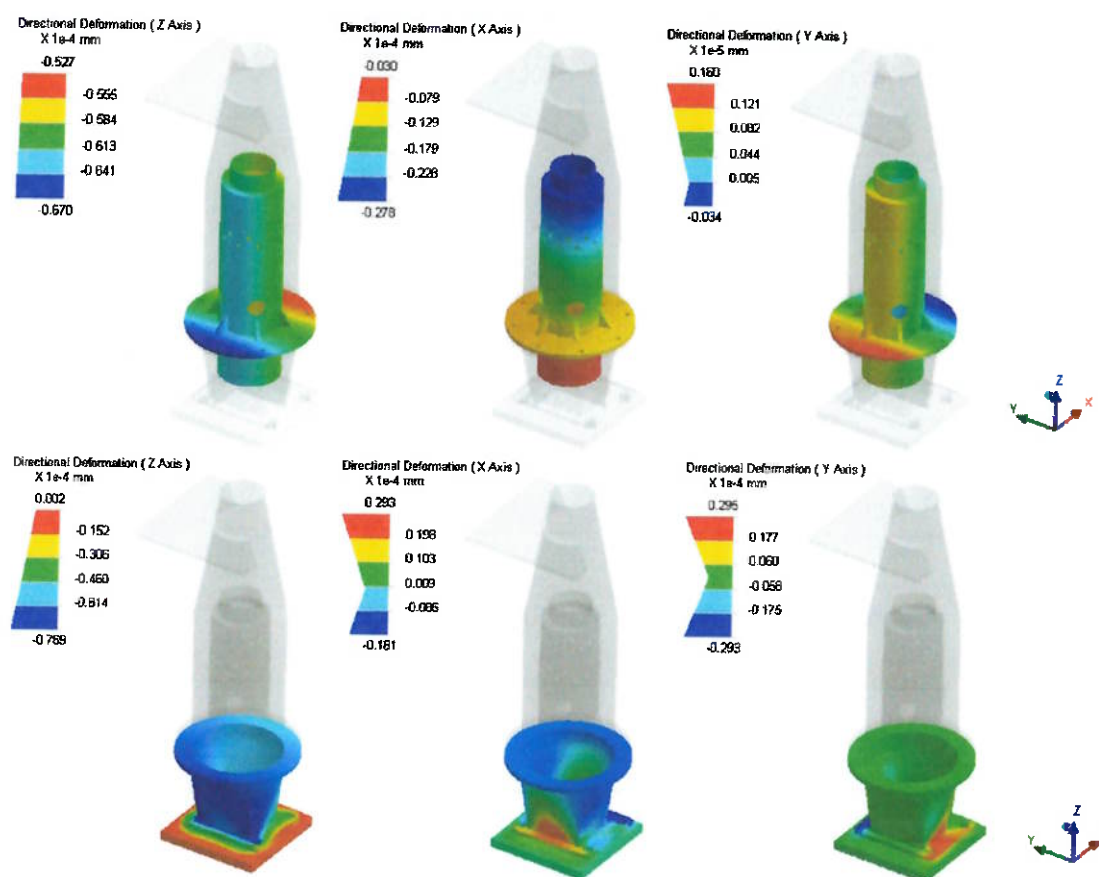 Directional Deformation ( Z Axis )
X 1e-4 mm
-0.527
-0.555
-0.584
-0.613
-0.641
-0.670
Directional Deformation ( X Axis )
X 1e-4 mm
-0.030
-0.079
-0.129
-0.179
-0.228
-0.278
Directional Deformation ( Y Axis )
X 1e-5 mm
0.160
0.121
0.082
0.044
0.005
-0.034
Z
Y
X
Directional Deformation ( Z Axis )
X 1e-4 mm
0.002
-0.152
-0.306
-0.460
-0.614
-0.769
Directional Deformation ( X Axis )
X 1e-4 mm
0.293
0.198
0.103
0.009
-0.086
-0.181
Directional Deformation ( Y Axis )
X 1e-4 mm
0.295
0.177
0.060
-0.058
-0.175
-0.293
Z
Y